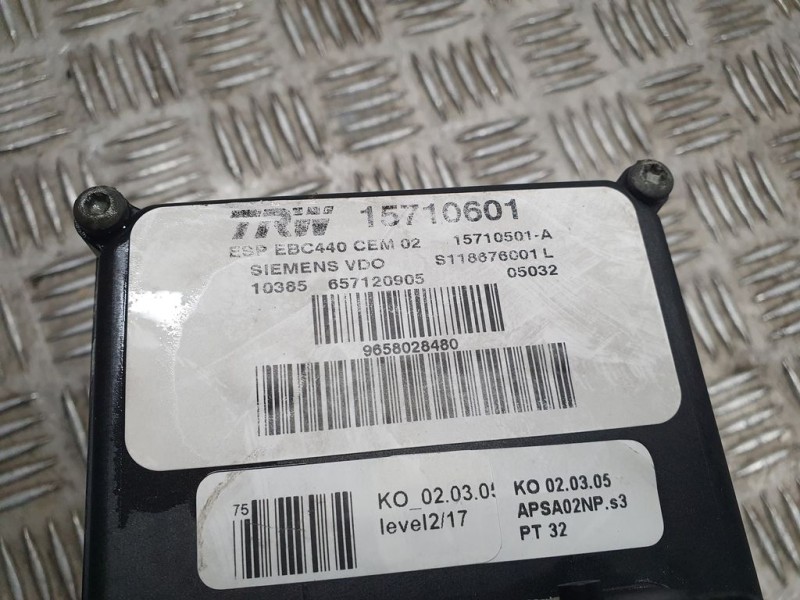 TRW 15710601
ESP EBC440 CEM 02 15710501-A
SIEMENS VDO S118676001 L
10385 657120905 05032
9658028480
75
KO_02.03.05
level2/17
KO 02.03.05
APSA02NP.s3
PT 32